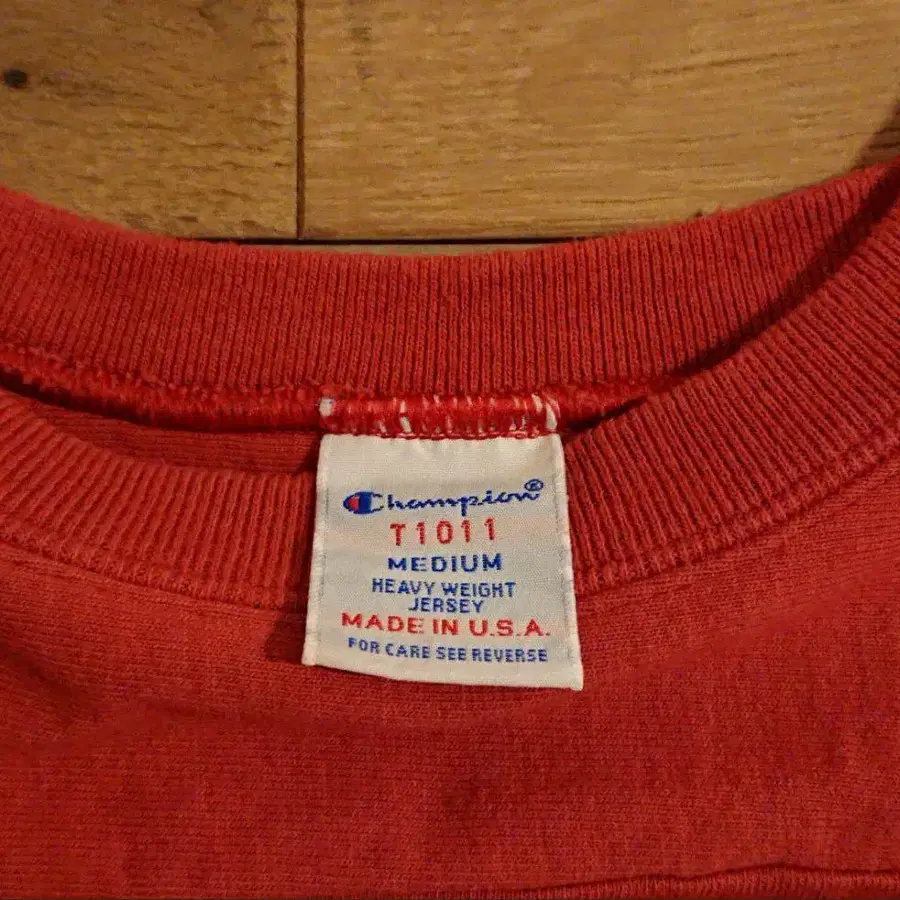 Champion®
T1011
MEDIUM
HEAVY WEIGHT
JERSEY
MADE IN U.S.A.
FOR CARE SEE REVERSE